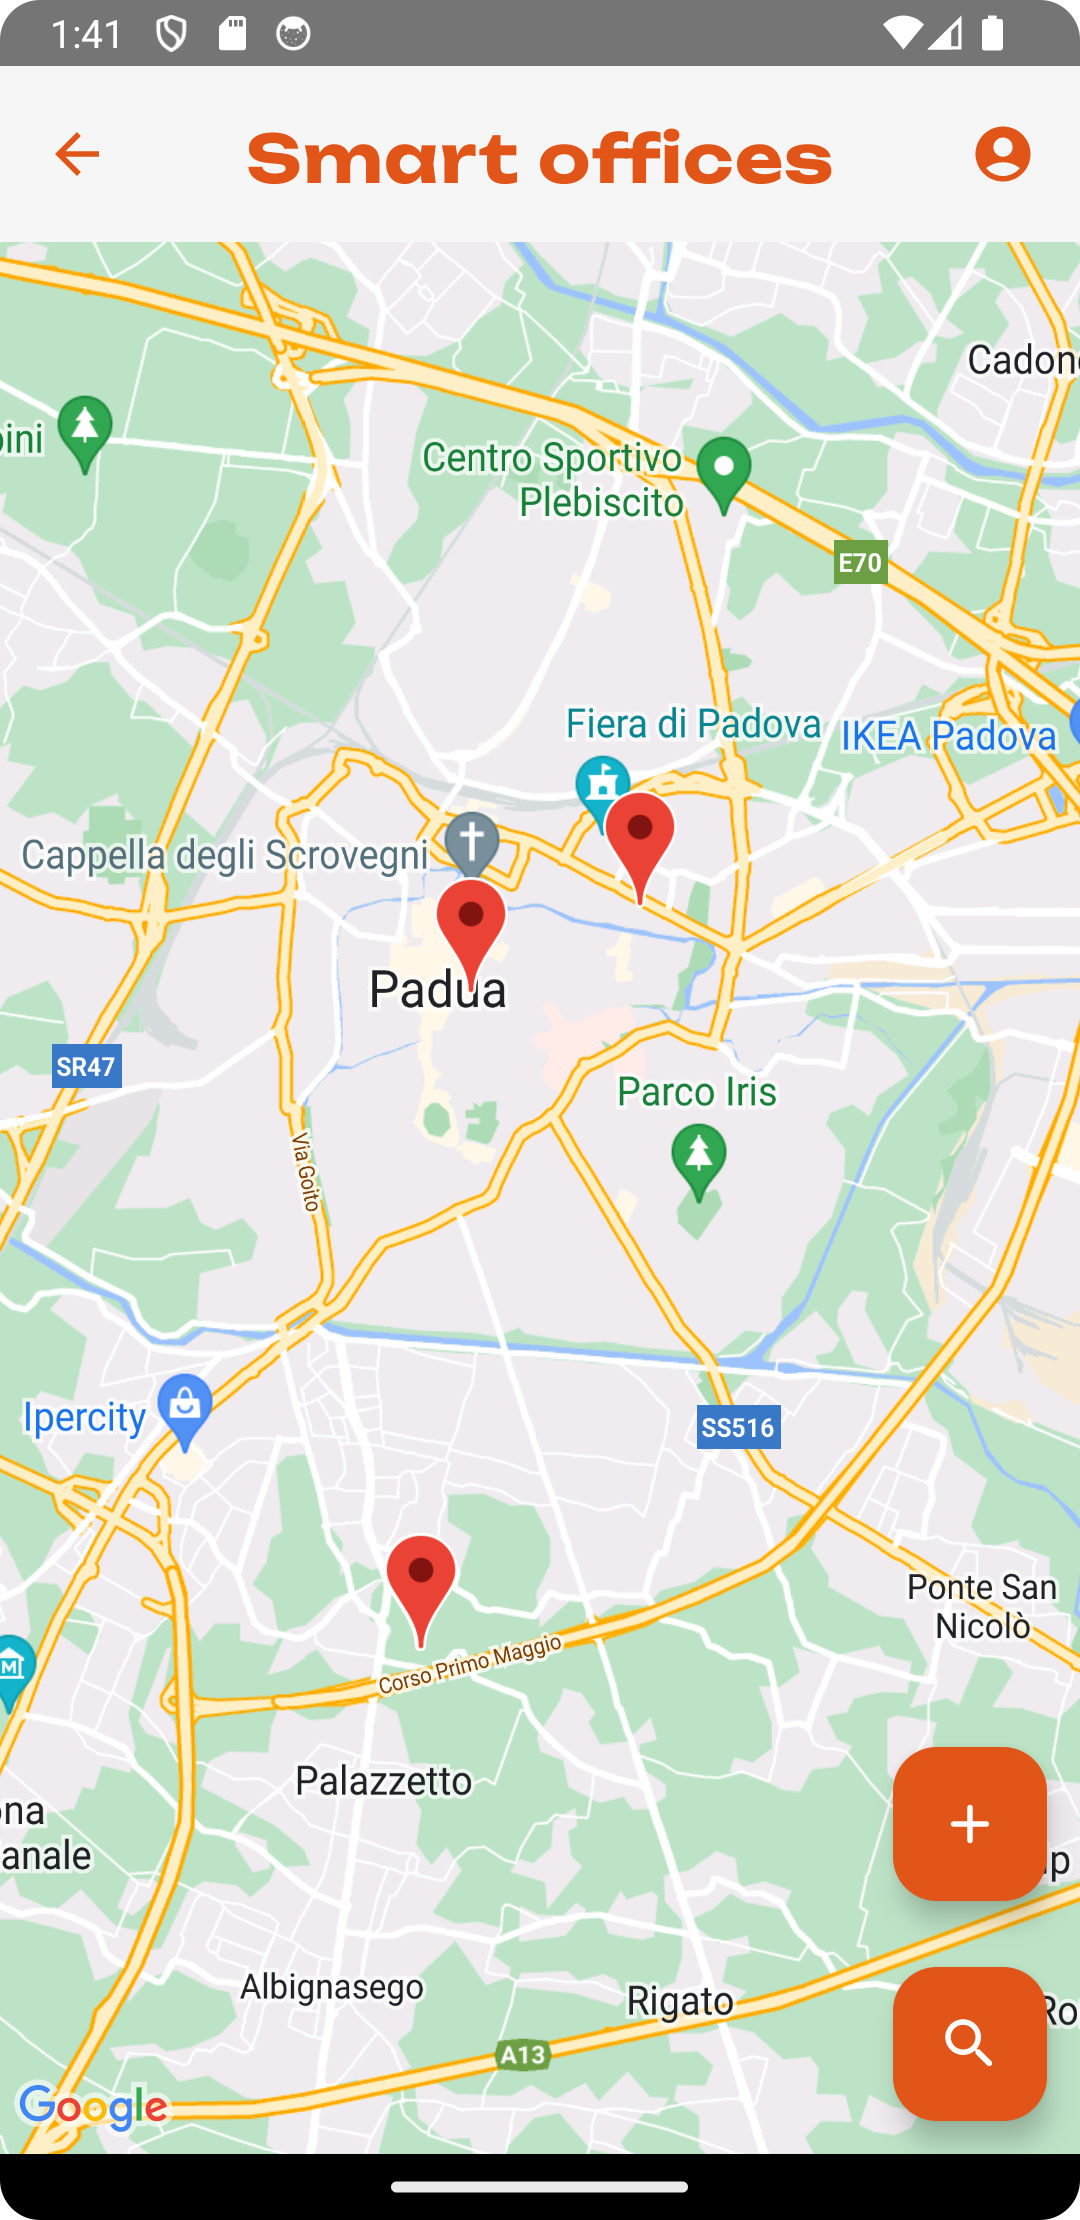 1:41
Smart offices
Cadon
ini
Centro Sportivo
Plebiscito
E70
Fiera di Padova
IKEA Padova
Cappella degli Scrovegni
Padua
SR47
Parco Iris
Via Goito
Ipercity
SS516
Ponte San
Nicolò
M
Corso Primo Maggio
Palazzetto
na
anale
p
Albignasego
Rigato
Ro
A13
Google